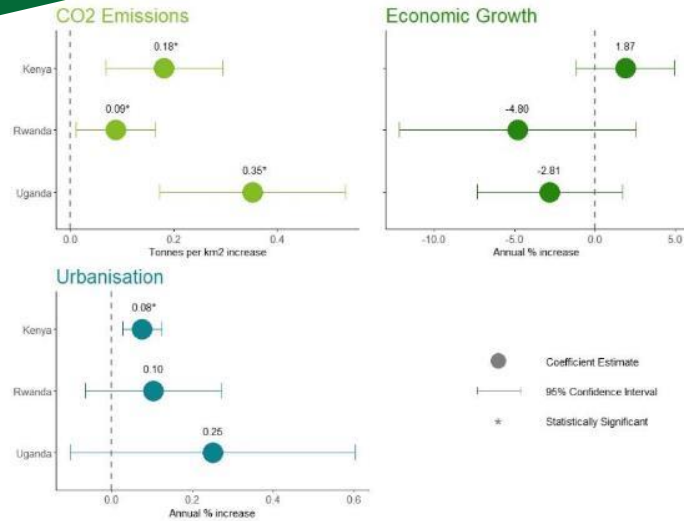 CO2 Emissions
0.18*
Kenya
0.09*
Rwanda
0.35*
Uganda
0.0 0.2 0.4
Tonnes per km2 increase
Economic Growth
1.87
-4.80
-2.81
-10.0 -5.0 0.0 5.0
Annual % increase
Urbanisation
0.08*
Kenya
0.10
Rwanda
0.25
Uganda
0.0 0.2 0.4 0.6
Annual % increase
Coefficient Estimate
95% Confidence Interval
* Statistically Significant